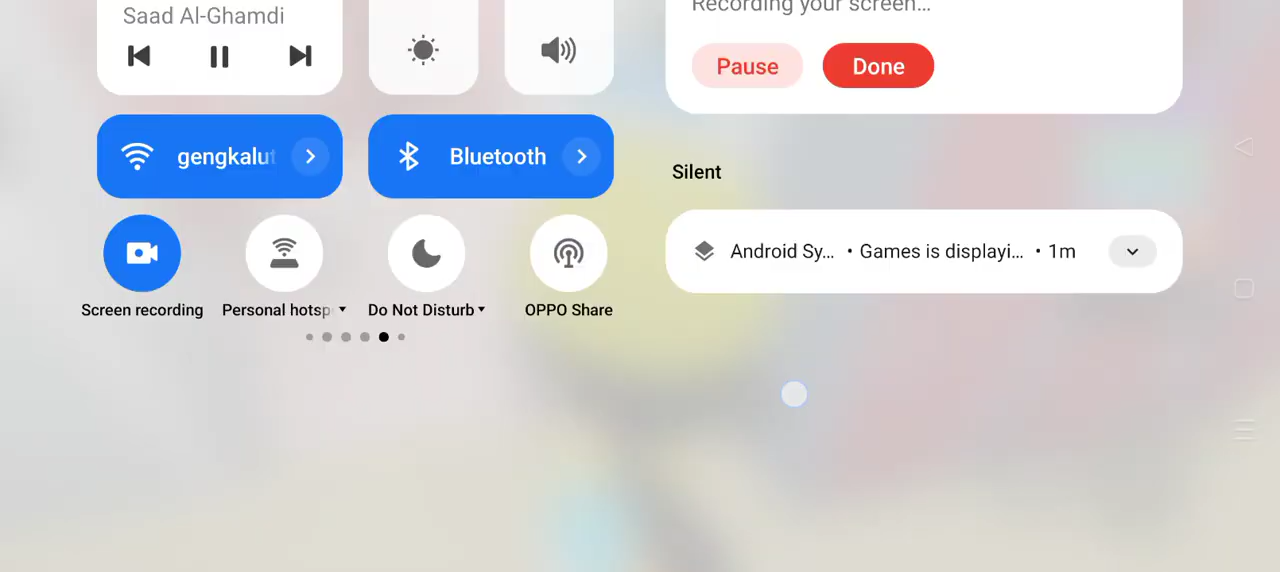 Saad Al-Ghamdi
gengkalut
Bluetooth
Screen recording
Personal hotsp
Do Not Disturb
OPPO Share
Recording your screen...
Pause
Done
Silent
Android Sy... • Games is displayi... • 1m